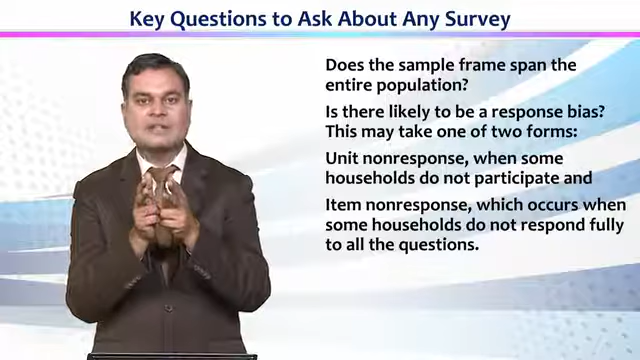 Key Questions to Ask About Any Survey
Does the sample frame span the
entire population?
Is there likely to be a response bias?
This may take one of two forms:
Unit nonresponse, when some
households do not participate and
Item nonresponse, which occurs when
some households do not respond fully
to all the questions.